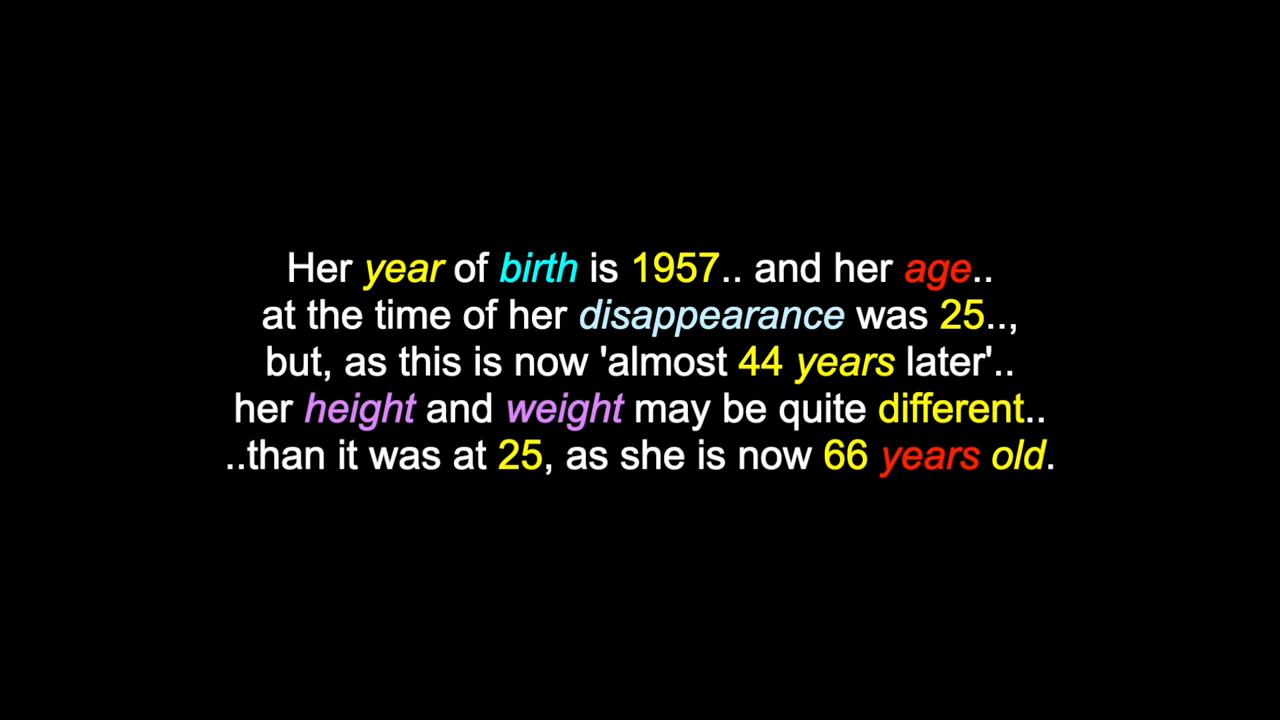 Her year of birth is 1957.. and her age..
at the time of her disappearance was 25..,
but, as this is now 'almost 44 years later'..
her height and weight may be quite different..
..than it was at 25, as she is now 66 years old.